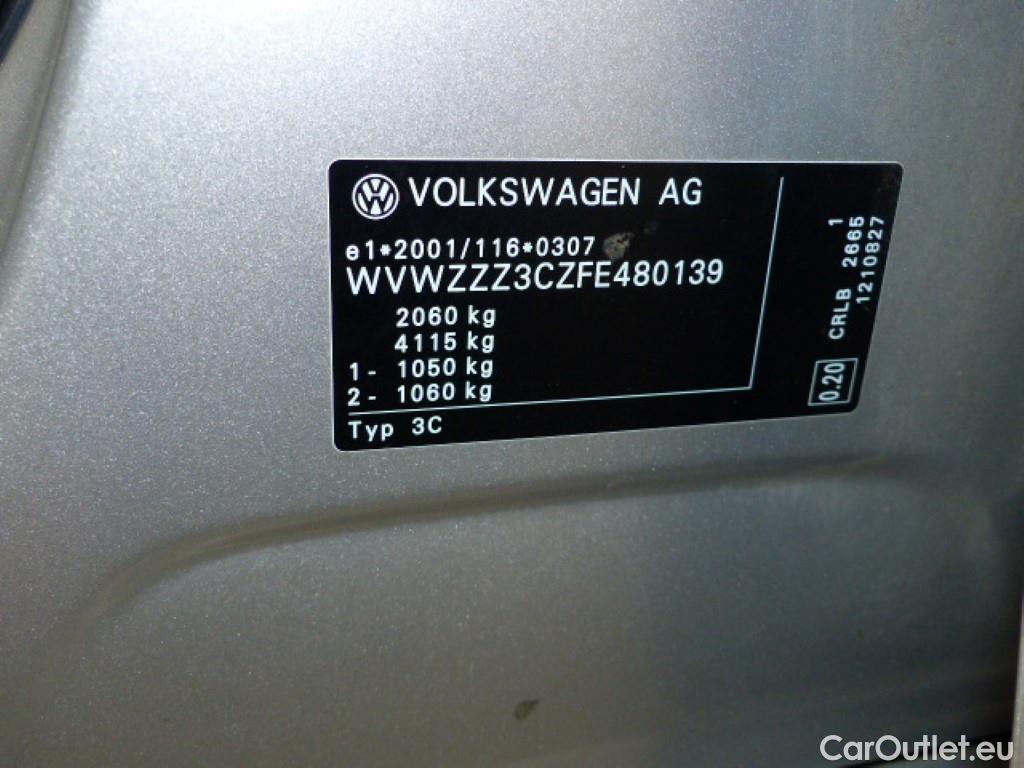 VOLKSWAGEN AG
e1*2001/116*0307
WVWZZZ3CZFE480139
2060 kg
4115 kg
1- 1050 kg
2- 1060 kg
Typ 3C
0.20
CRLB 2665 1
1210827
CarOutlet.eu